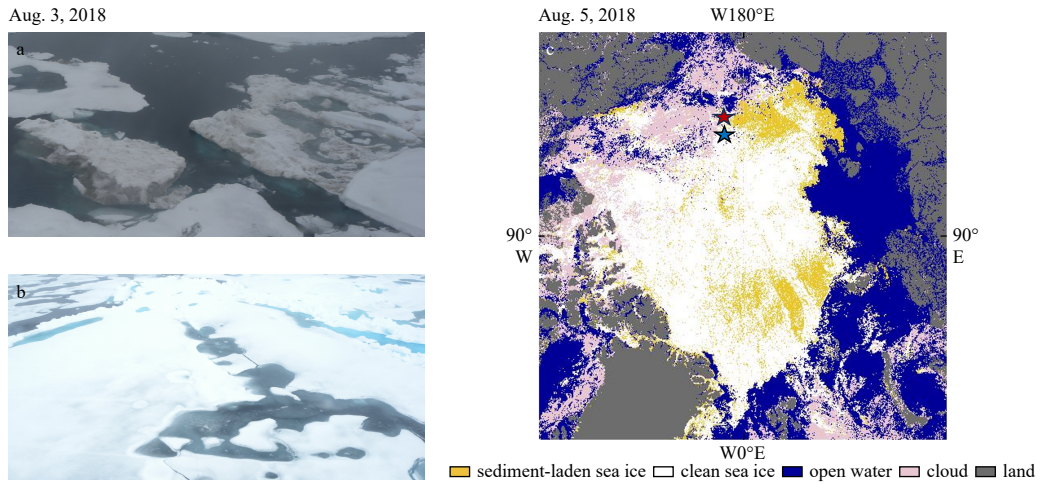 Aug. 3, 2018
a
b
Aug. 5, 2018
W180°E
c
90°
W
90°
E
W0°E
sediment-laden sea ice clean sea ice open water cloud land